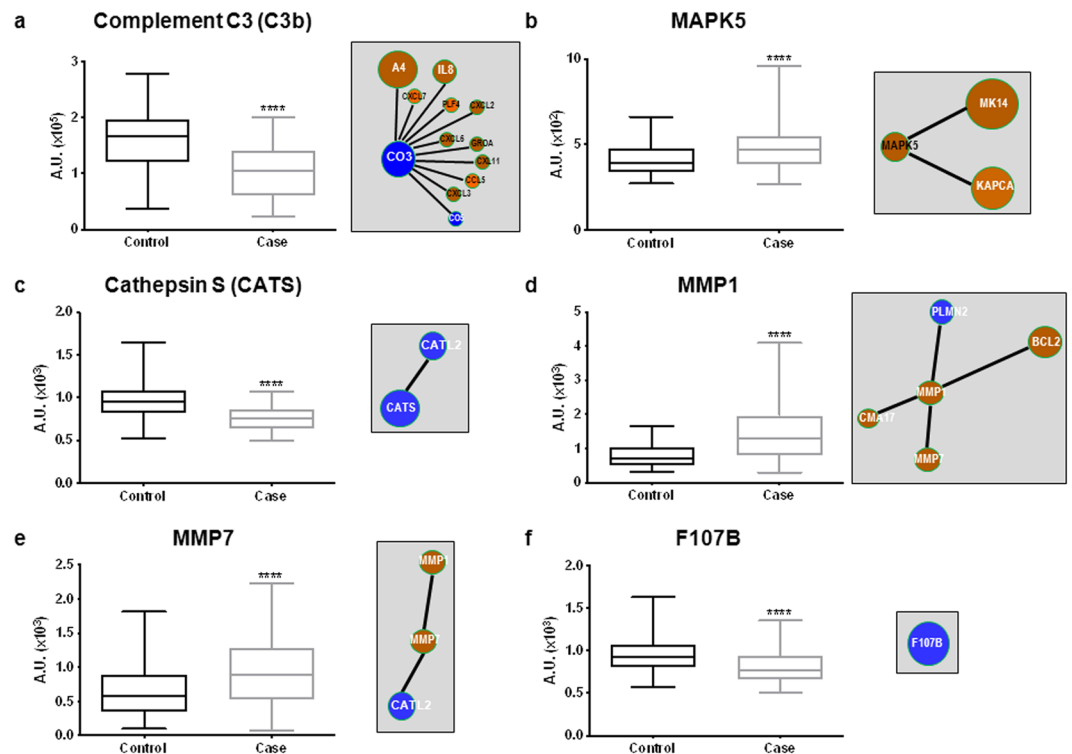 a Complement C3 (C3b)
A.U. (x10⁵)
3
2
1
0
****
Control Case
A4
IL8
CXCL7
PLF4
CXCL2
CXCL6
GROA
CO3
CXL11
CCL5
CXCL3
b MAPK5
A.U. (x10²)
10
5
0
****
Control Case
MK14
MAPK5
KAPCA
c Cathepsin S (CATS)
A.U. (x10³)
2.0
1.5
1.0
0.5
0.0
****
Control Case
CATL2
CATS
d MMP1
A.U. (x10³)
5
4
3
2
1
0
****
Control Case
PLMN2
BCL2
MMP1
CMA17
MMP7
e MMP7
A.U. (x10³)
2.5
2.0
1.5
1.0
0.5
0.0
****
Control Case
MMP1
MMP7
CATL2
f F107B
A.U. (x10³)
2.0
1.5
1.0
0.5
0.0
****
Control Case
F107B